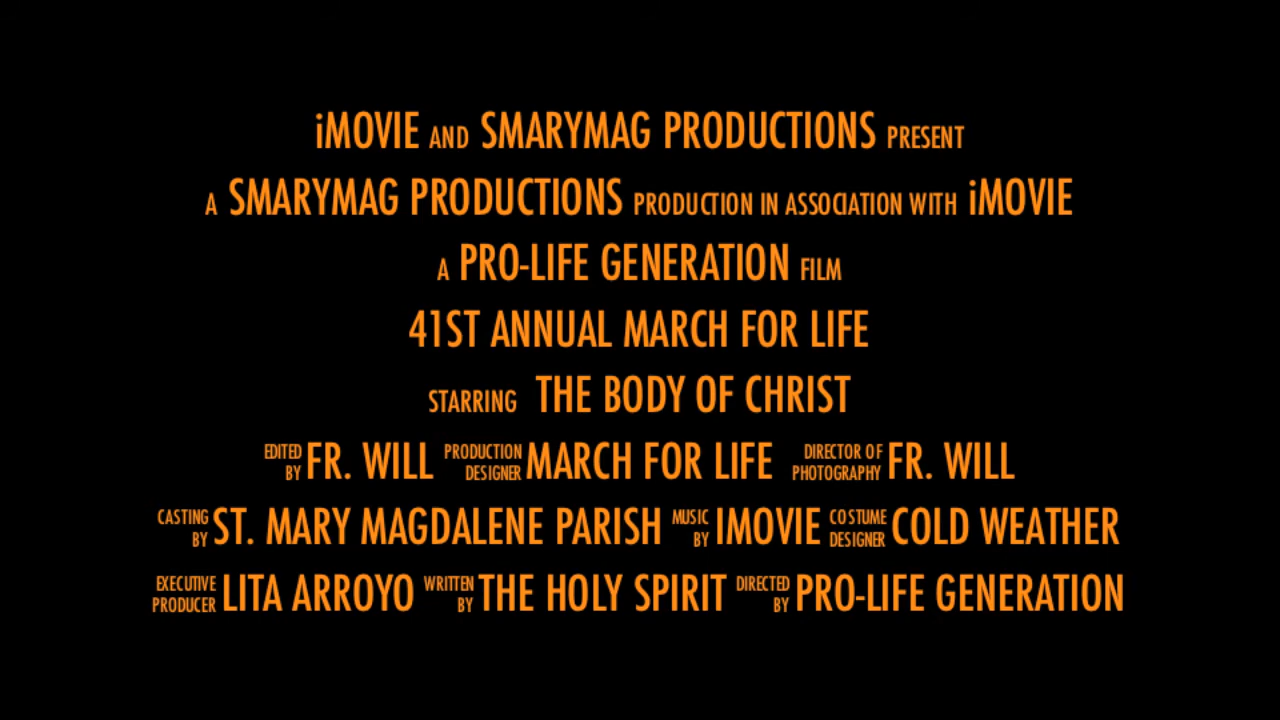 iMOVIE AND SMARYMAG PRODUCTIONS PRESENT
A SMARYMAG PRODUCTIONS PRODUCTION IN ASSOCIATION WITH iMOVIE
A PRO-LIFE GENERATION FILM
41ST ANNUAL MARCH FOR LIFE
STARRING THE BODY OF CHRIST
EDITED BY FR. WILL PRODUCTION DESIGNER MARCH FOR LIFE DIRECTOR OF PHOTOGRAPHY FR. WILL
CASTING BY ST. MARY MAGDALENE PARISH MUSIC BY IMOVIE COSTUME DESIGNER COLD WEATHER
EXECUTIVE PRODUCER LITA ARROYO WRITTEN BY THE HOLY SPIRIT DIRECTED BY PRO-LIFE GENERATION